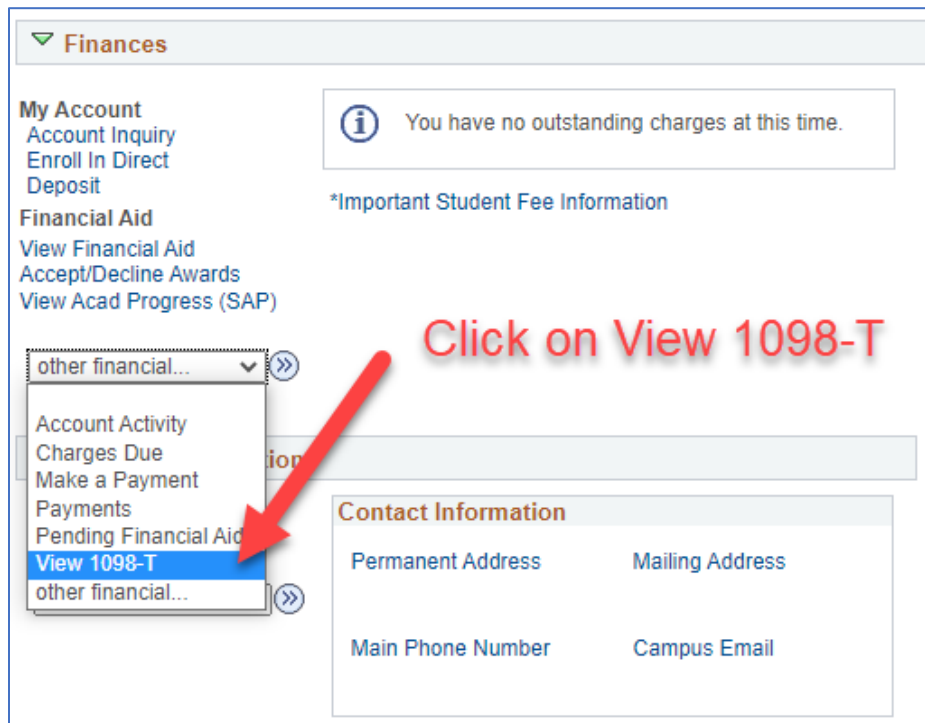 Finances
My Account
Account Inquiry
Enroll In Direct
Deposit
You have no outstanding charges at this time.
*Important Student Fee Information
Financial Aid
View Financial Aid
Accept/Decline Awards
View Acad Progress (SAP)
Click on View 1098-T
other financial...
Account Activity
Charges Due
Make a Payment
Payments
Pending Financial Aid
View 1098-T
other financial...
Contact Information
Permanent Address
Mailing Address
Main Phone Number
Campus Email